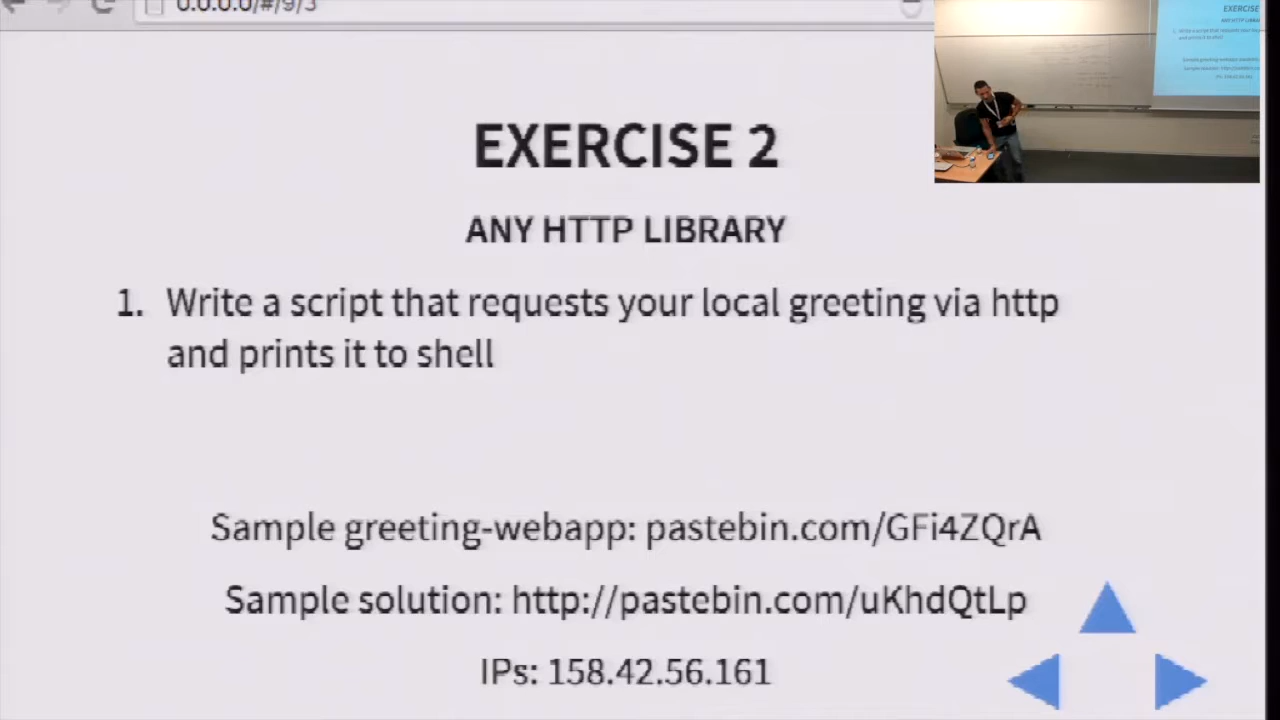 0.0.0.0/#/9/3
EXERCISE 2
ANY HTTP LIBRARY
1. Write a script that requests your local greeting via http
and prints it to shell
Sample greeting-webapp: pastebin.com/GFi4ZQrA
Sample solution: http://pastebin.com/uKhdQtLp
IPs: 158.42.56.161
EXERCISE